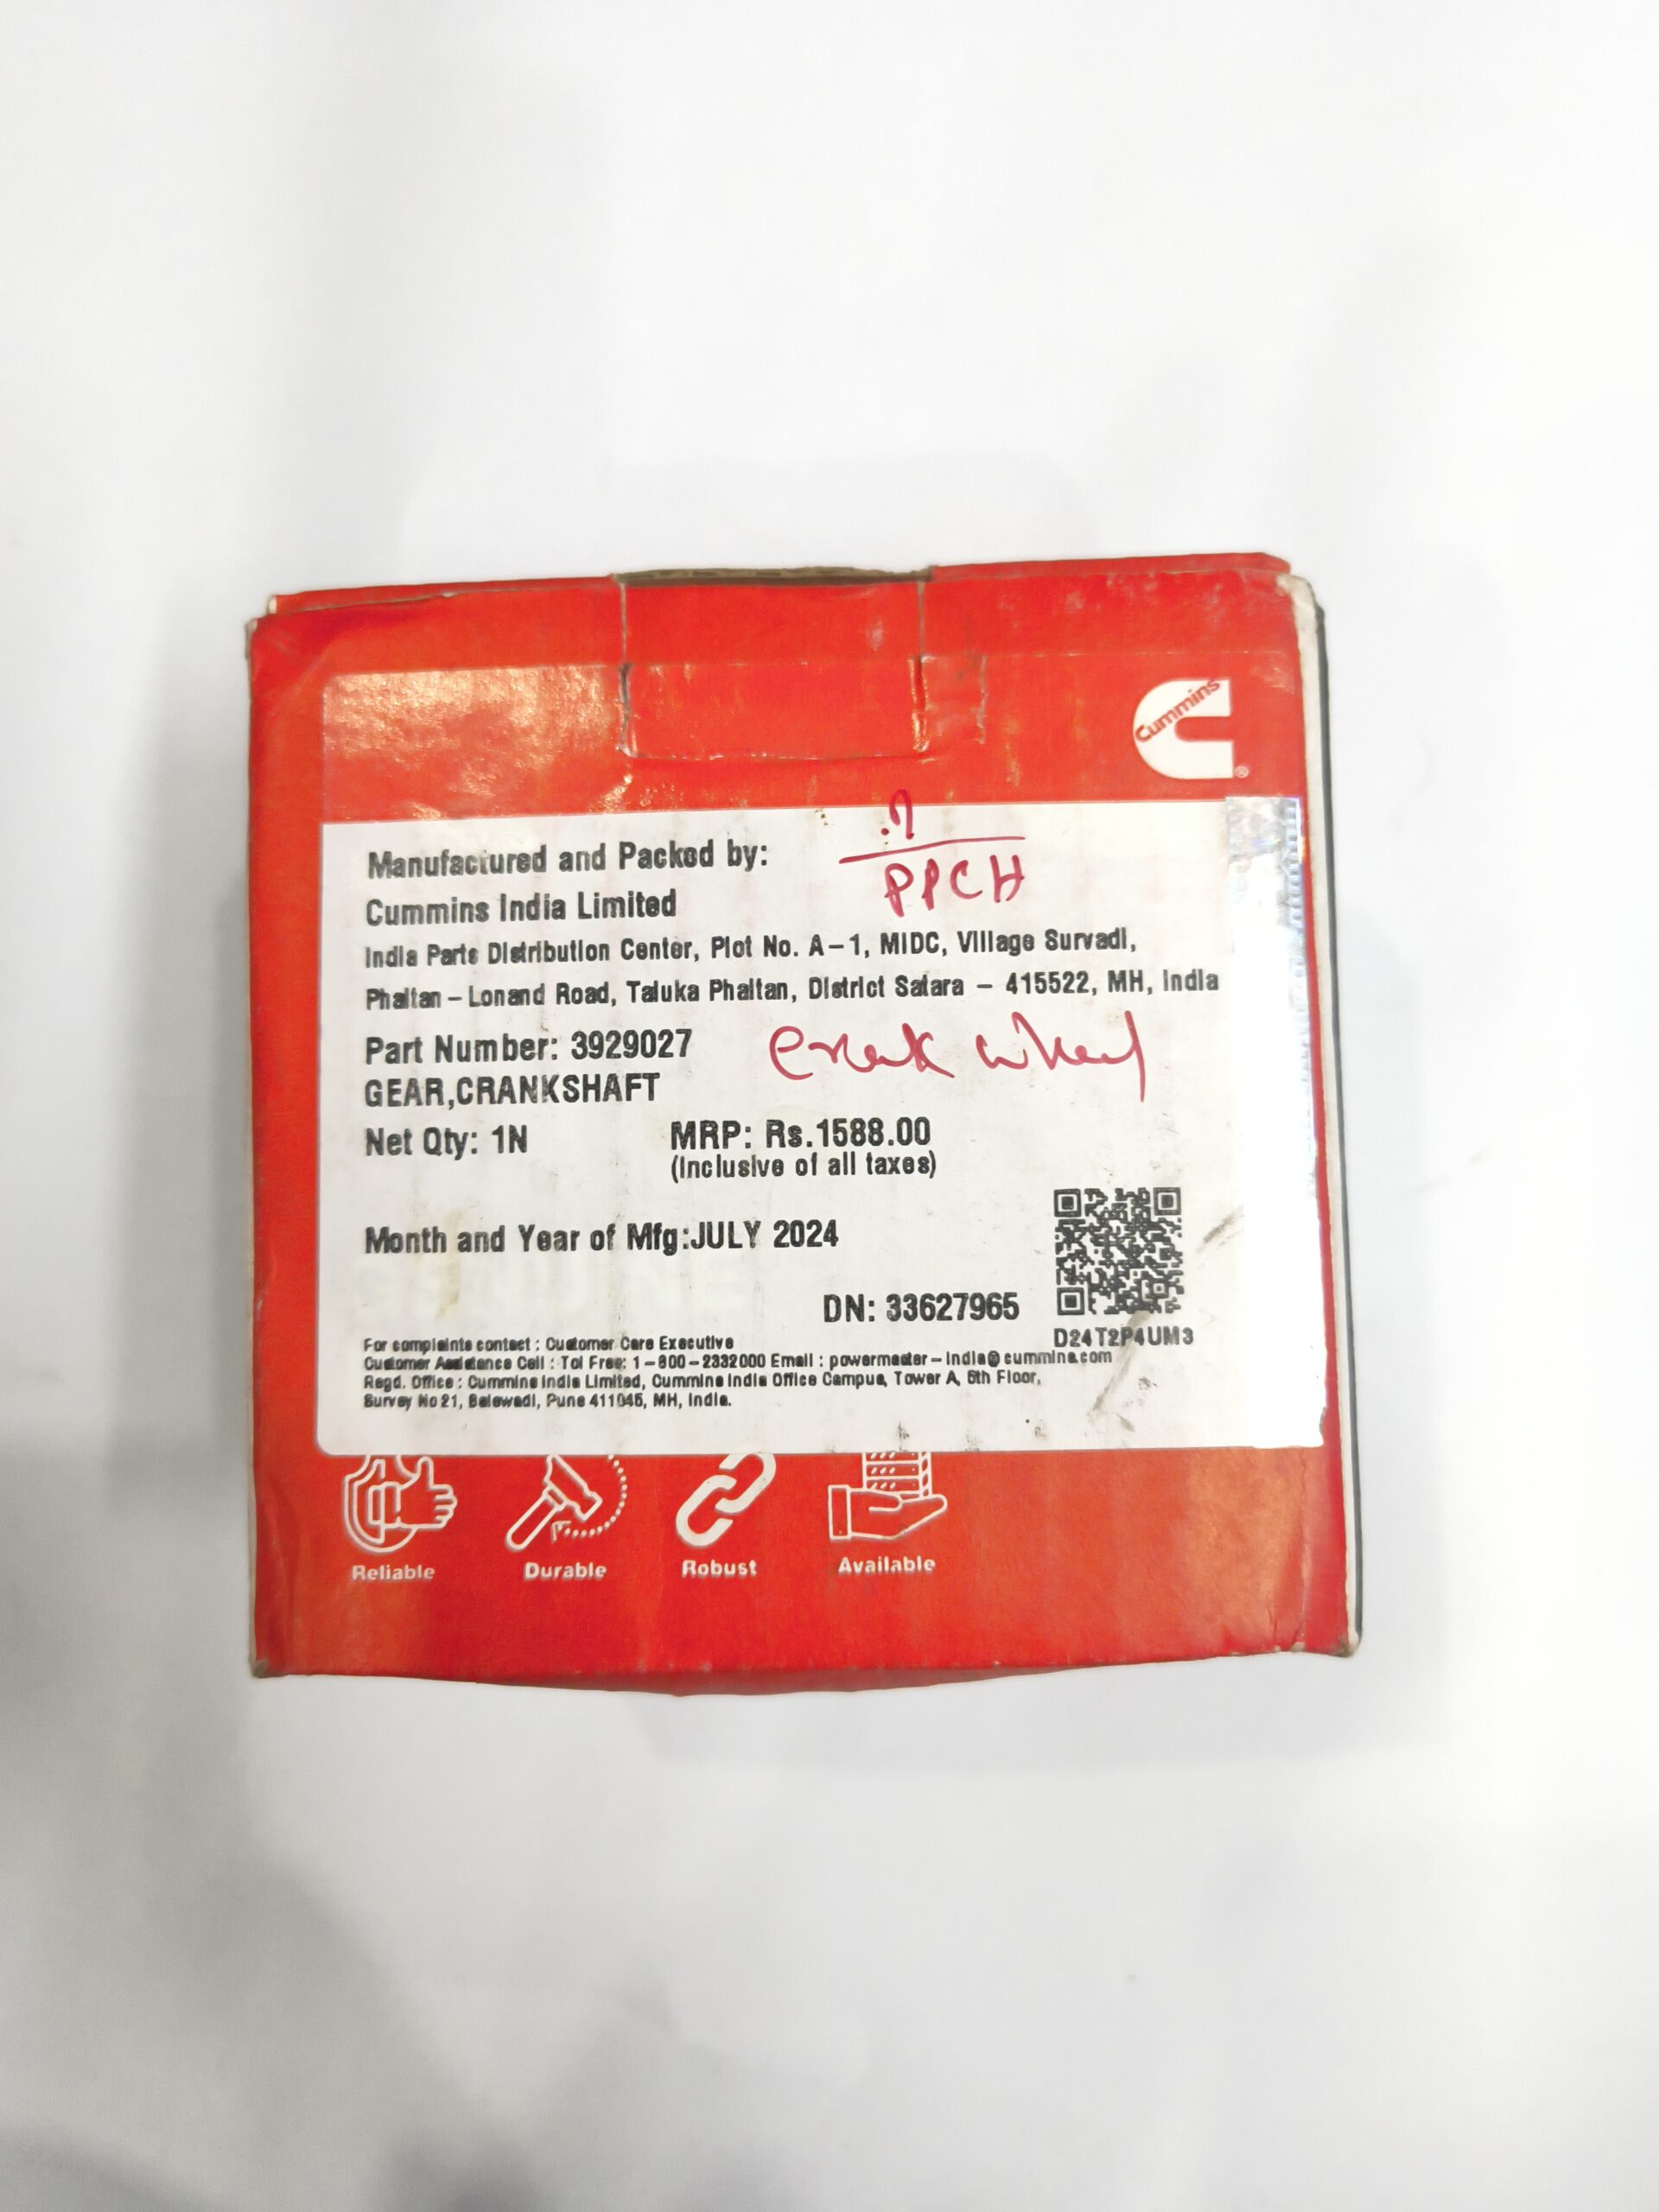 Cummins
PPCH
Manufactured and Packed by:
Cummins India Limited
India Parts Distribution Center, Plot No. A-1, MIDC, Village Survadi,
Phaltan - Lonand Road, Taluka Phaltan, District Satara - 415522, MH, India
Part Number: 3929027
crank wheel
GEAR,CRANKSHAFT
Net Qty: 1N MRP: Rs.1588.00
(Inclusive of all taxes)
Month and Year of Mfg:JULY 2024
DN: 33627965
D24T2P4UM3
For complaints contact : Customer Care Executive
Customer Assistance Cell : Tol Free: 1-800-2332000 Email : powermaster-india@cummins.com
Regd. Office : Cummins India Limited, Cummins India Office Campus, Tower A, 5th Floor,
Survey No 21, Balewadi, Pune 411045, MH, India.
Reliable Durable Robust Available